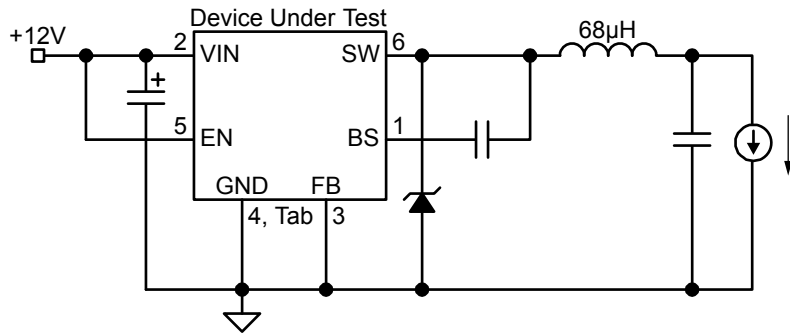 Device Under Test
+12V
2
VIN
SW
6
68µH
+
5
EN
BS
1
GND
FB
4, Tab
3